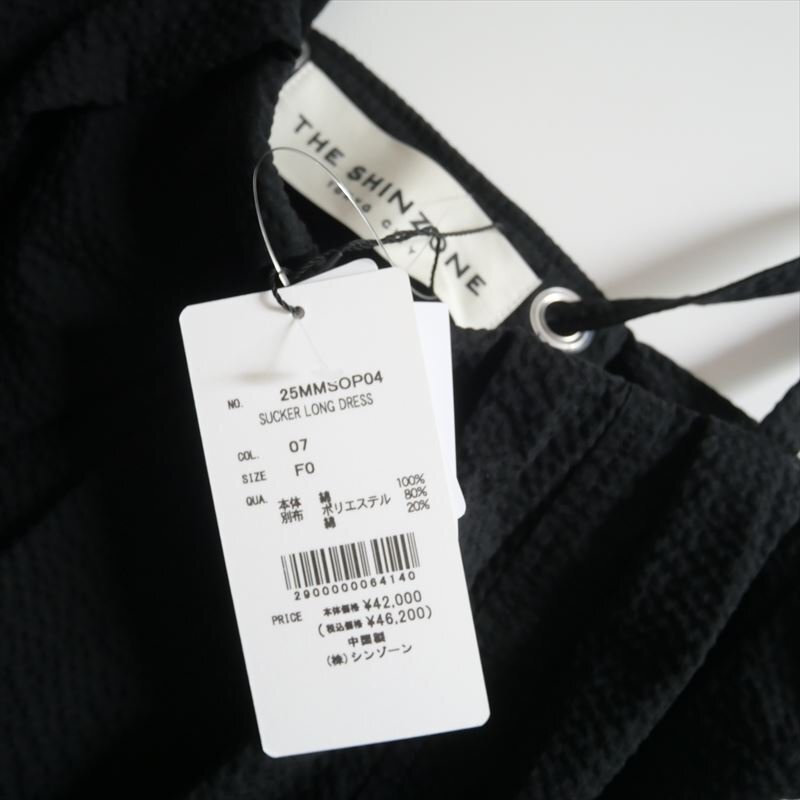 THE SHINZONE
TOKYO CITY
NO. 25MMSOP04
SUCKER LONG DRESS
COL. 07
SIZE F0
QUA. 本体 綿 100%
別布 ポリエステル 80%
綿 20%
2900000064140
PRICE 本体価格 ¥42,000
(税込価格 ¥46,200)
中国製
(株)シンゾーン